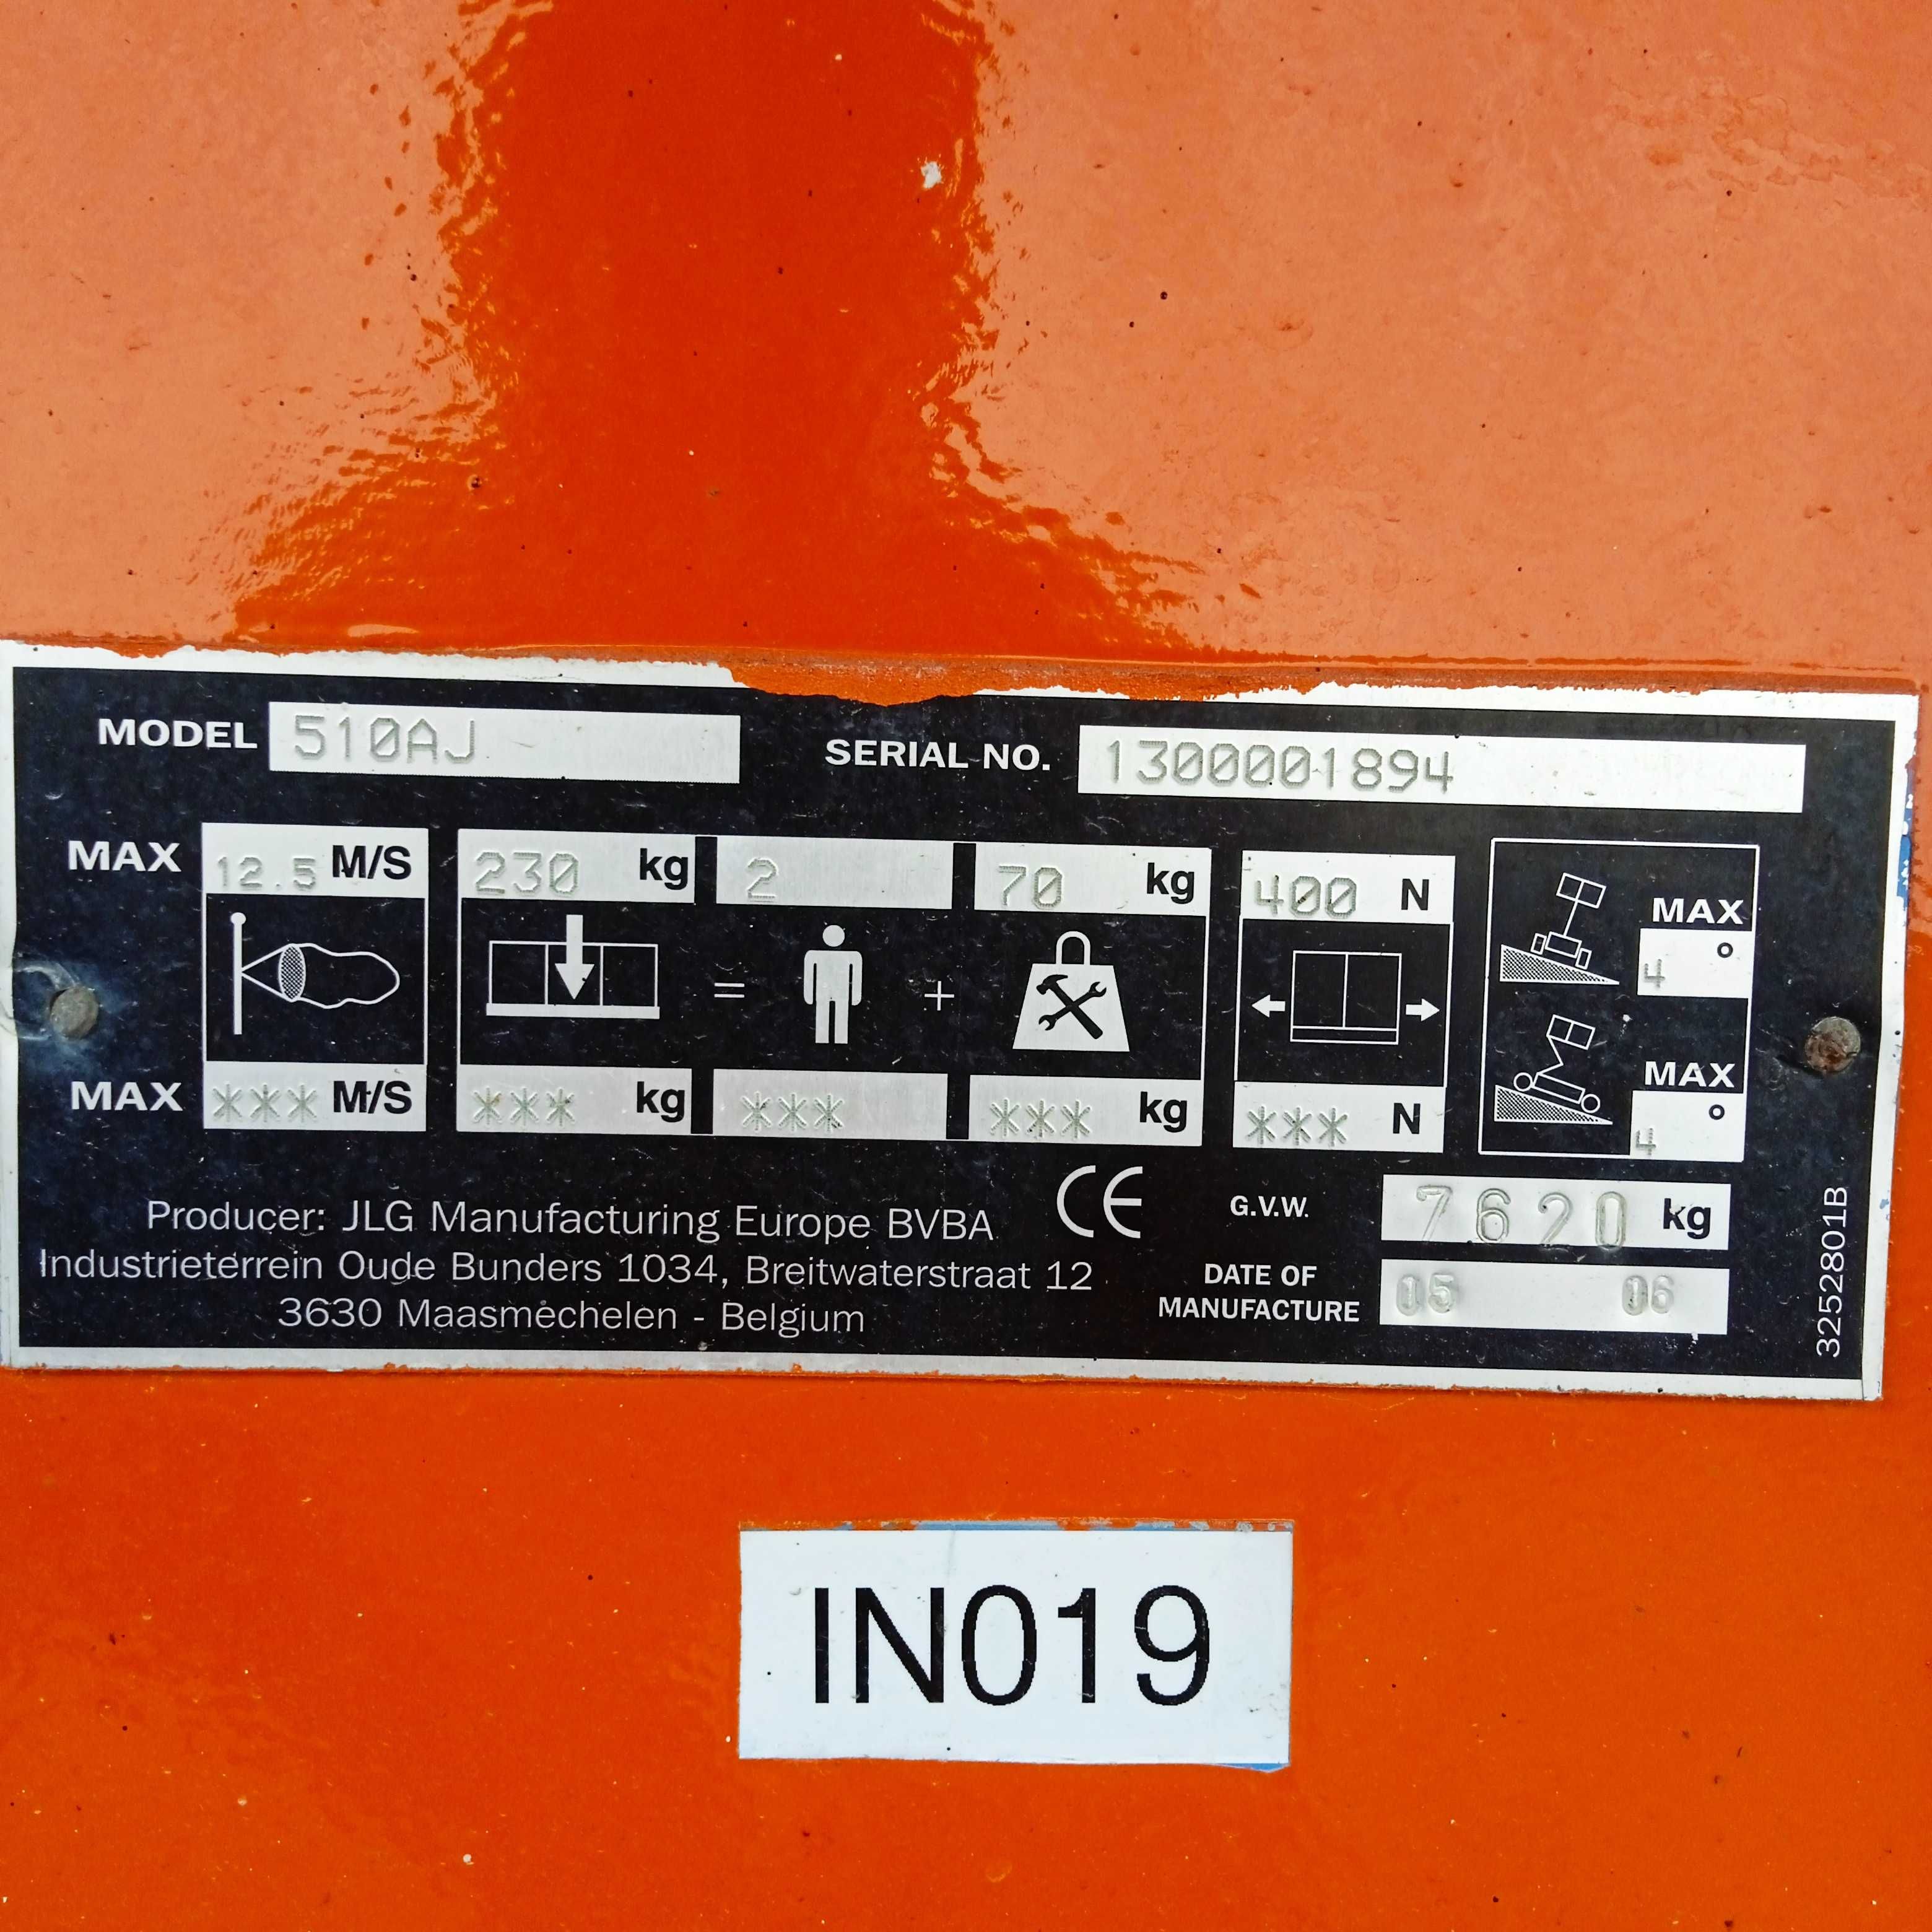 MODEL 510AJ SERIAL NO. 1300001894
MAX 12.5 M/S 230 kg 2 70 kg 400 N
MAX
4 °
= +
MAX
4 °
MAX *** M/S *** kg *** *** kg *** N
Producer: JLG Manufacturing Europe BVBA CE G.V.W. 7620 kg
Industrieterrein Oude Bunders 1034, Breitwaterstraat 12
3630 Maasmechelen - Belgium
DATE OF
MANUFACTURE 05 06
3252801B
IN019